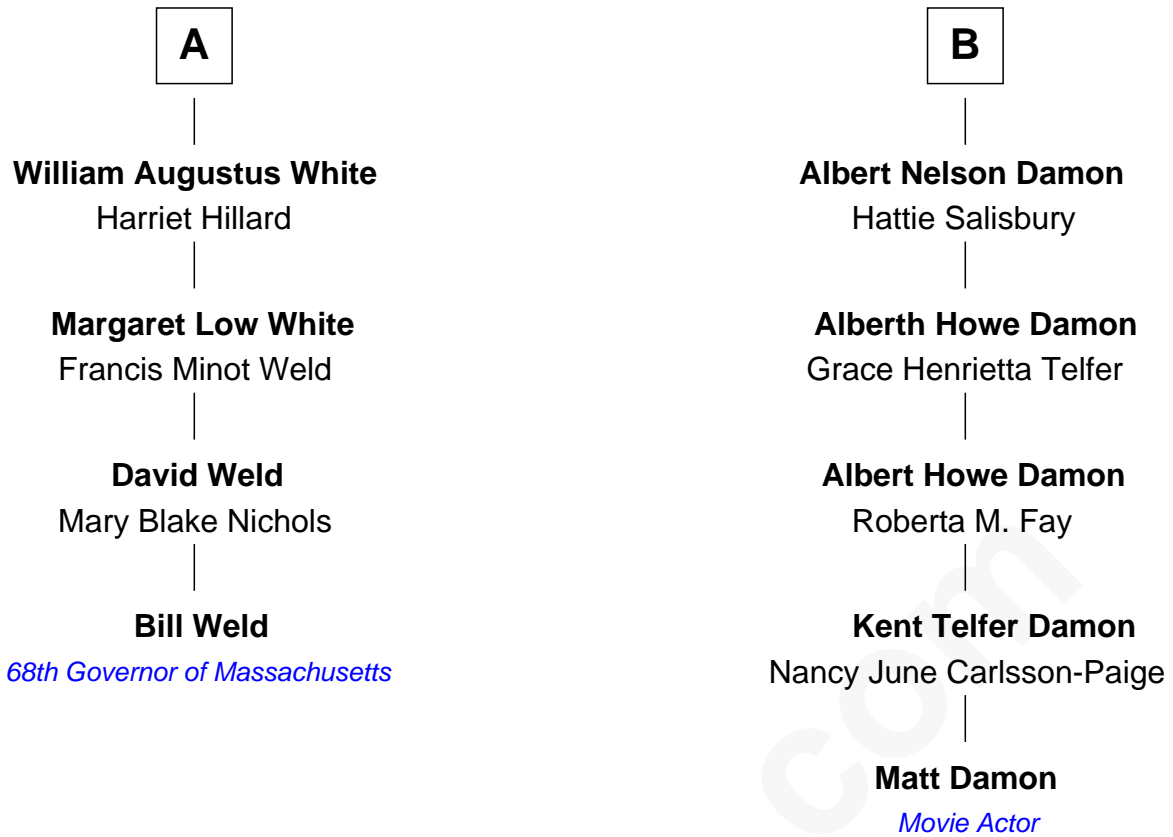 A
William Augustus White
Harriet Hillard
Margaret Low White
Francis Minot Weld
David Weld
Mary Blake Nichols
Bill Weld
68th Governor of Massachusetts
B
Albert Nelson Damon
Hattie Salisbury
Alberth Howe Damon
Grace Henrietta Telfer
Albert Howe Damon
Roberta M. Fay
Kent Telfer Damon
Nancy June Carlsson-Paige
Matt Damon
Movie Actor
com